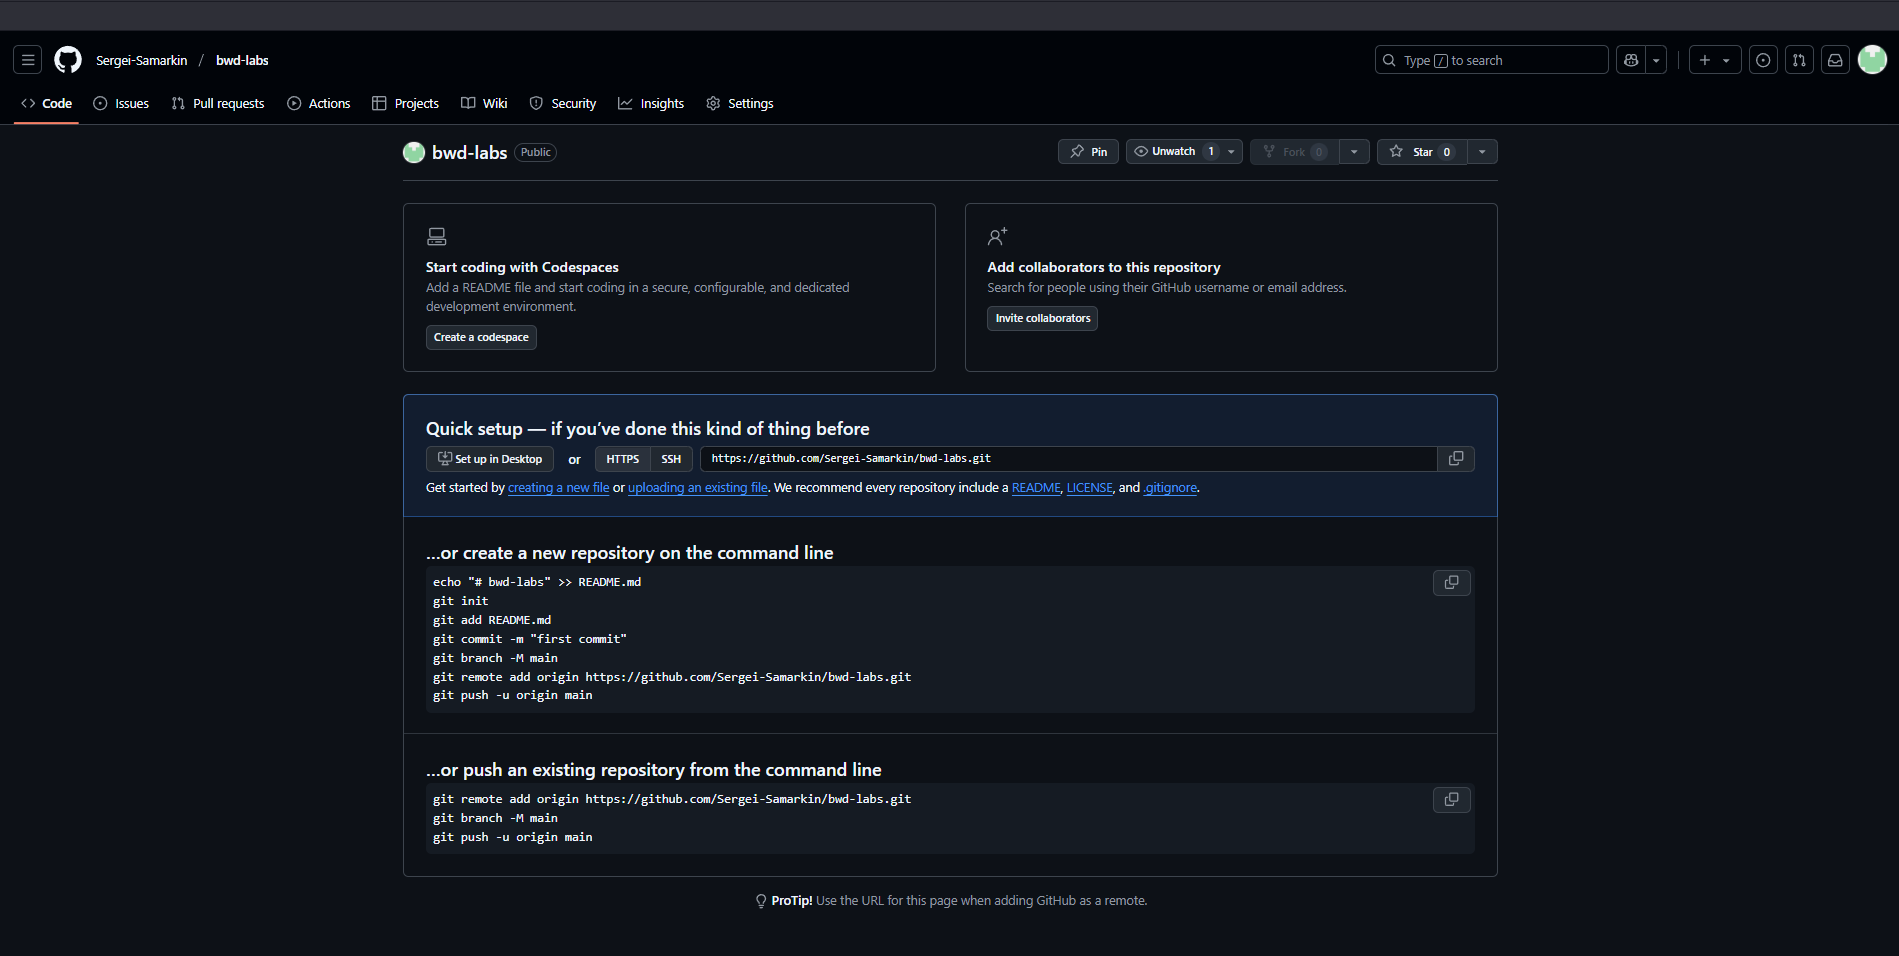 Sergei-Samarkin / bwd-labs
Type / to search
Code Issues Pull requests Actions Projects Wiki Security Insights Settings
bwd-labs Public
Pin Unwatch 1 Fork 0 Star 0
Start coding with Codespaces
Add a README file and start coding in a secure, configurable, and dedicated
development environment.
Create a codespace
Add collaborators to this repository
Search for people using their GitHub username or email address.
Invite collaborators
Quick setup — if you’ve done this kind of thing before
Set up in Desktop or HTTPS SSH https://github.com/Sergei-Samarkin/bwd-labs.git
Get started by creating a new file or uploading an existing file. We recommend every repository include a README, LICENSE, and .gitignore.
…or create a new repository on the command line
echo "# bwd-labs" >> README.md
git init
git add README.md
git commit -m "first commit"
git branch -M main
git remote add origin https://github.com/Sergei-Samarkin/bwd-labs.git
git push -u origin main
…or push an existing repository from the command line
git remote add origin https://github.com/Sergei-Samarkin/bwd-labs.git
git branch -M main
git push -u origin main
ProTip! Use the URL for this page when adding GitHub as a remote.